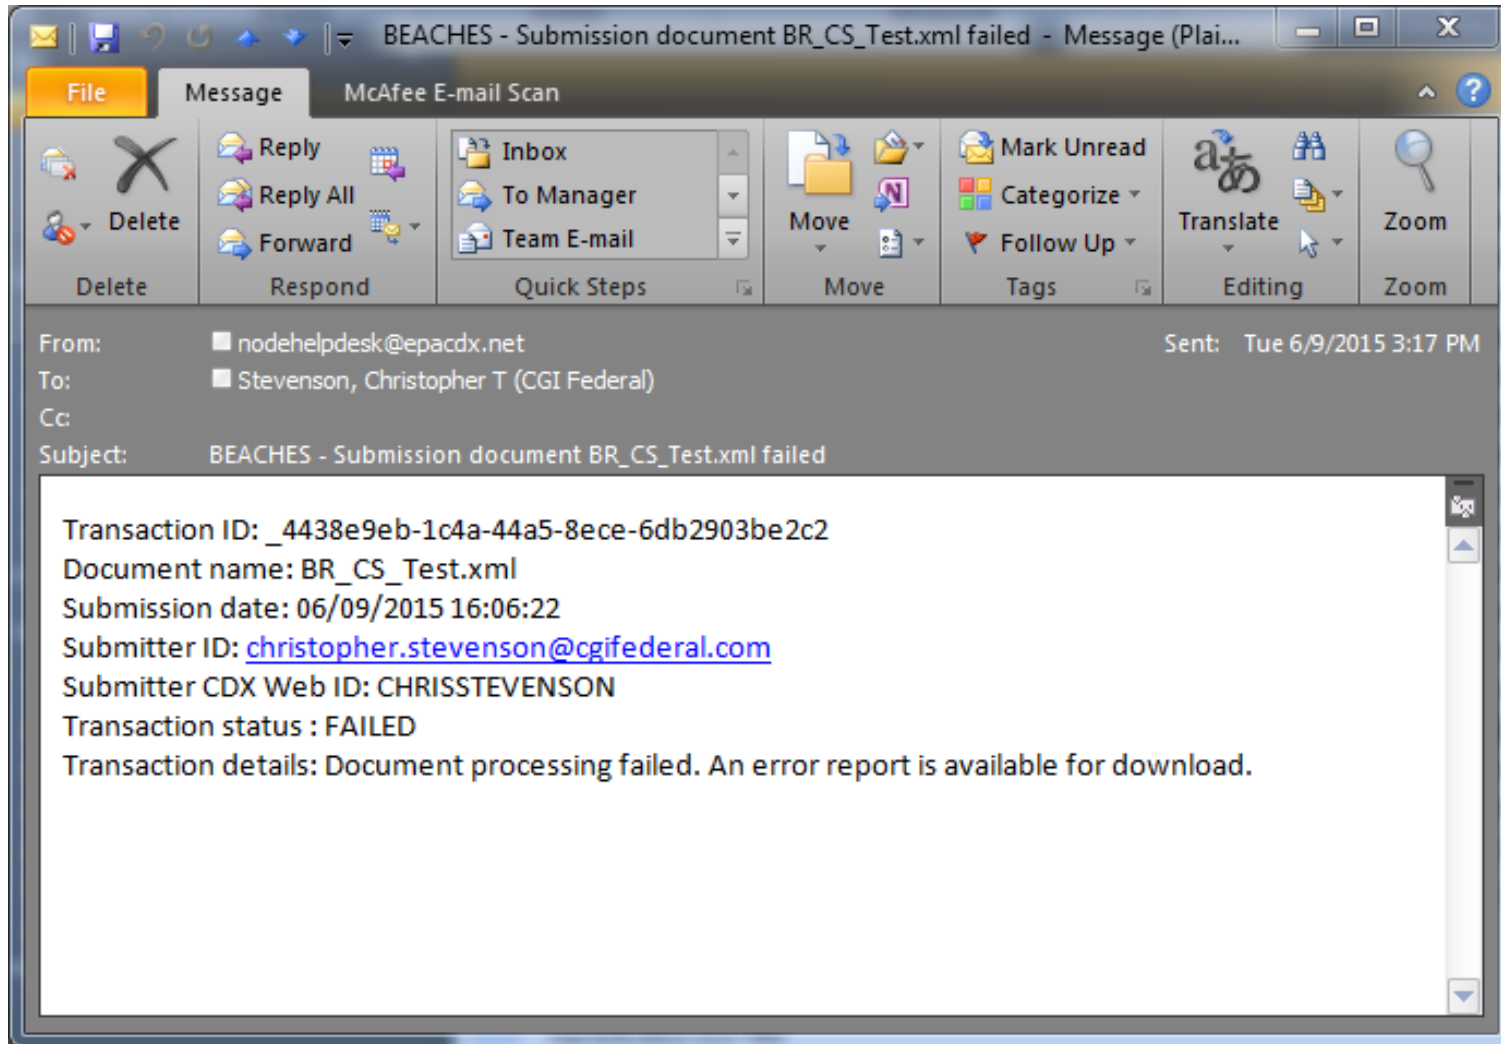 BEACHES - Submission document BR_CS_Test.xml failed - Message (Plai...
File Message McAfee E-mail Scan
Delete
Reply
Reply All
Forward
Inbox
To Manager
Team E-mail
Move
Mark Unread
Categorize
Follow Up
Translate
Zoom
Delete Respond Quick Steps Move Tags Editing Zoom
From: nodehelpdesk@epacdx.net Sent: Tue 6/9/2015 3:17 PM
To: Stevenson, Christopher T (CGI Federal)
Cc:
Subject: BEACHES - Submission document BR_CS_Test.xml failed
Transaction ID: _4438e9eb-1c4a-44a5-8ece-6db2903be2c2
Document name: BR_CS_Test.xml
Submission date: 06/09/2015 16:06:22
Submitter ID: christopher.stevenson@cgifederal.com
Submitter CDX Web ID: CHRISSTEVENSON
Transaction status : FAILED
Transaction details: Document processing failed. An error report is available for download.